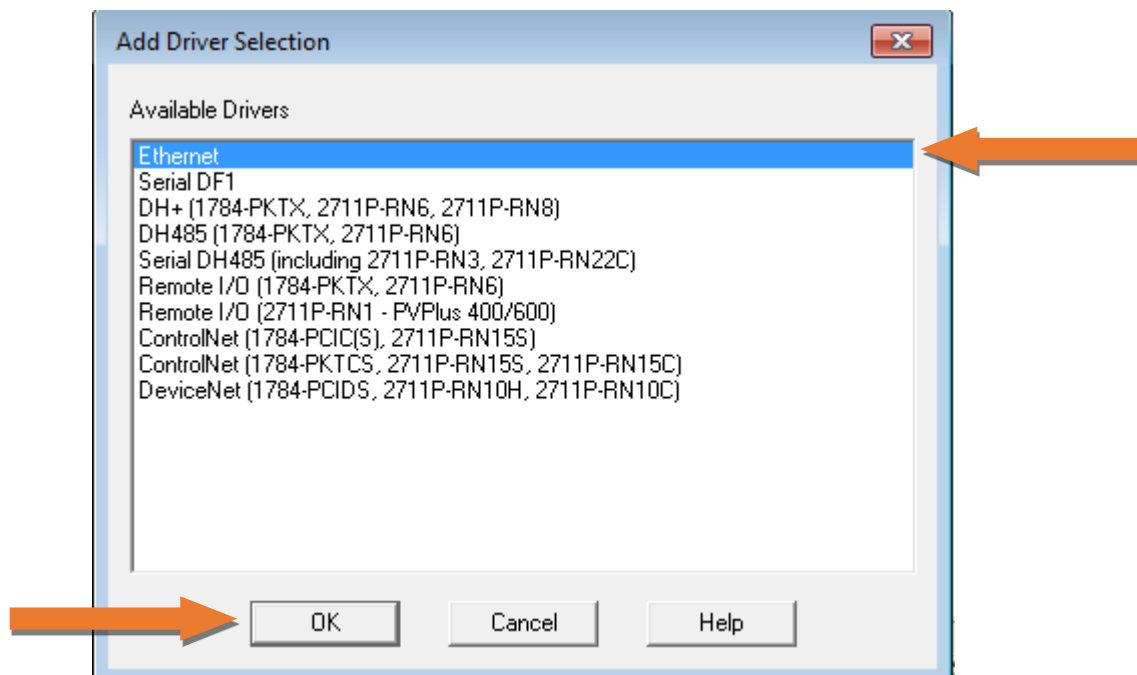 Add Driver Selection
Available Drivers
Ethernet
Serial DF1
DH+ (1784-PKTX, 2711P-RN6, 2711P-RN8)
DH485 (1784-PKTX, 2711P-RN6)
Serial DH485 (including 2711P-RN3, 2711P-RN22C)
Remote I/O (1784-PKTX, 2711P-RN6)
Remote I/O (2711P-RN1 - PVPlus 400/600)
ControlNet (1784-PCIC(S), 2711P-RN15S)
ControlNet (1784-PKTCS, 2711P-RN15S, 2711P-RN15C)
DeviceNet (1784-PCIDS, 2711P-RN10H, 2711P-RN10C)
OK Cancel Help